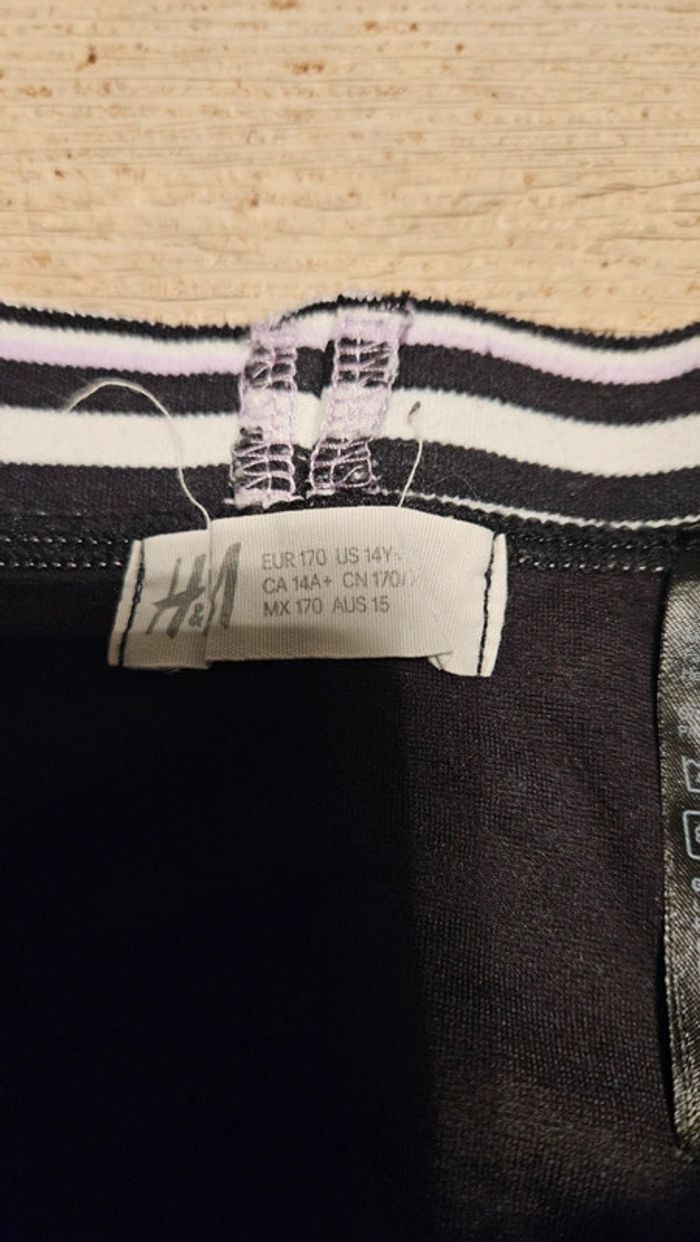 H&M
EUR 170 US 14Y+
CA 14A+ CN 170/
MX 170 AUS 15